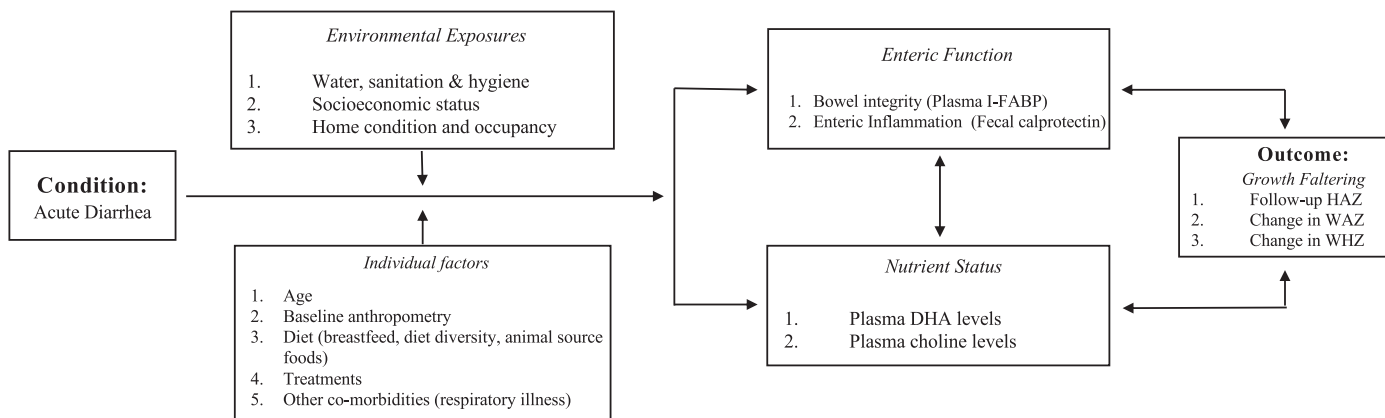 Environmental Exposures
1. Water, sanitation & hygiene
2. Socioeconomic status
3. Home condition and occupancy
Condition:
Acute Diarrhea
Individual factors
1. Age
2. Baseline anthropometry
3. Diet (breastfeed, diet diversity, animal source
foods)
4. Treatments
5. Other co-morbidities (respiratory illness)
Enteric Function
1. Bowel integrity (Plasma I-FABP)
2. Enteric Inflammation (Fecal calprotectin)
Nutrient Status
1. Plasma DHA levels
2. Plasma choline levels
Outcome:
Growth Faltering
1. Follow-up HAZ
2. Change in WAZ
3. Change in WHZ